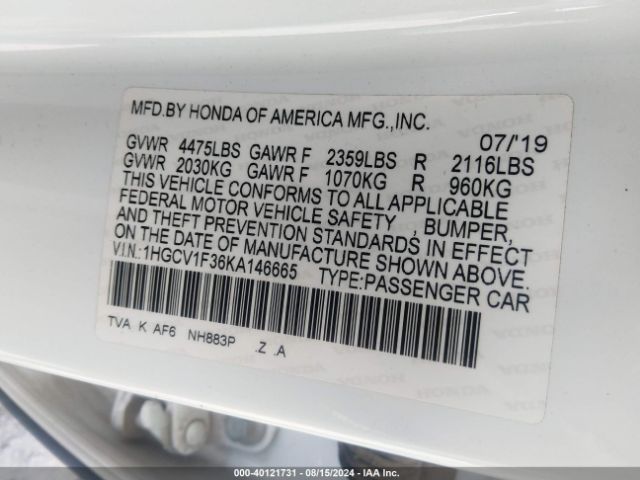 MFD.BY HONDA OF AMERICA MFG.,INC. 07/'19
GVWR 4475LBS GAWR F 2359LBS R 2116LBS
GVWR 2030KG GAWR F 1070KG R 960KG
THIS VEHICLE CONFORMS TO ALL APPLICABLE
FEDERAL MOTOR VEHICLE SAFETY , BUMPER,
AND THEFT PREVENTION STANDARDS IN EFFECT
ON THE DATE OF MANUFACTURE SHOWN ABOVE.
V.I.N.:1HGCV1F36KA146665 TYPE:PASSENGER CAR
TVA K AF6 NH883P .Z .A
000-40121731 - 08/15/2024 - IAA Inc.